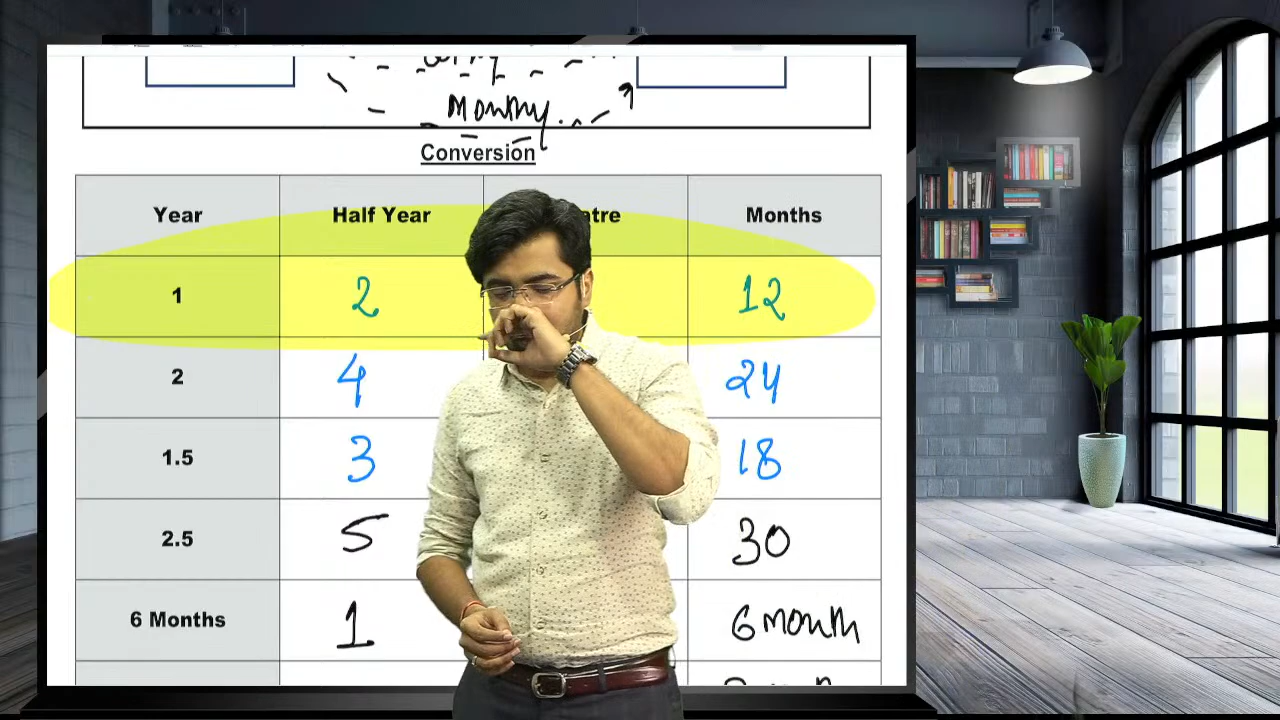 Monthly
Conversion
Year Half Year Months
1 2 12
2 4 24
1.5 3 18
2.5 5 30
6 Months 1 6 month